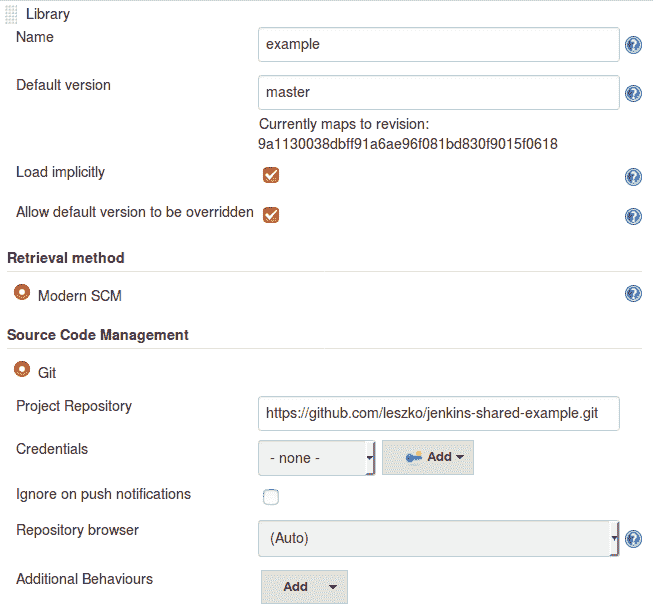 Library
Name
example
Default version
master
Currently maps to revision:
9a1130038dbff91a6ae96f081bd830f9015f0618
Load implicitly
Allow default version to be overridden
Retrieval method
Modern SCM
Source Code Management
Git
Project Repository
https://github.com/leszko/jenkins-shared-example.git
Credentials
- none -
Add
Ignore on push notifications
Repository browser
(Auto)
Additional Behaviours
Add